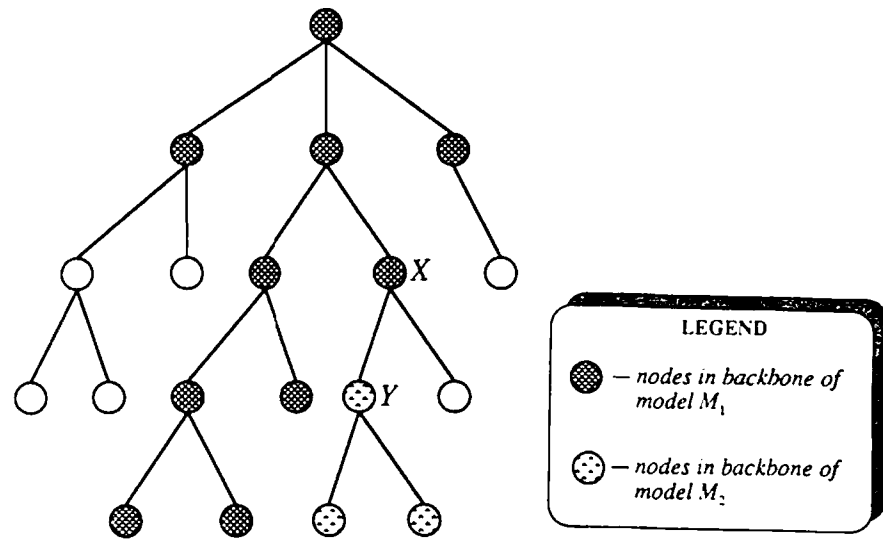 X
Y
LEGEND
– nodes in backbone of
model M₁
– nodes in backbone of
model M₂